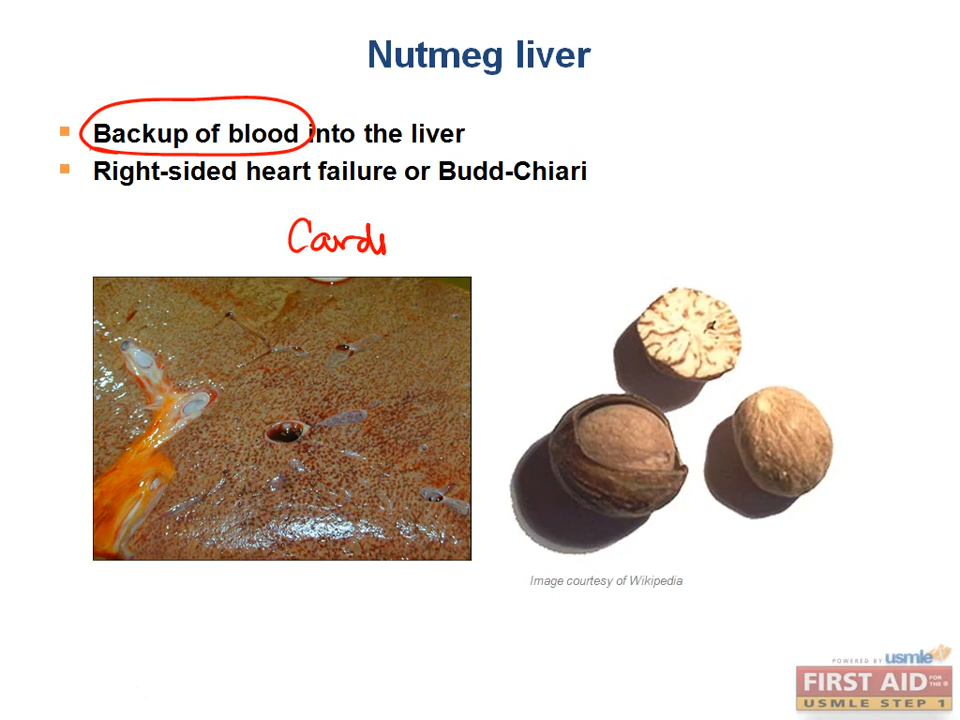 Nutmeg liver
Backup of blood into the liver
Right-sided heart failure or Budd-Chiari
Cardi
Image courtesy of Wikipedia
POWERED BY usmle
FIRST AID FOR THE ®
USMLE STEP 1